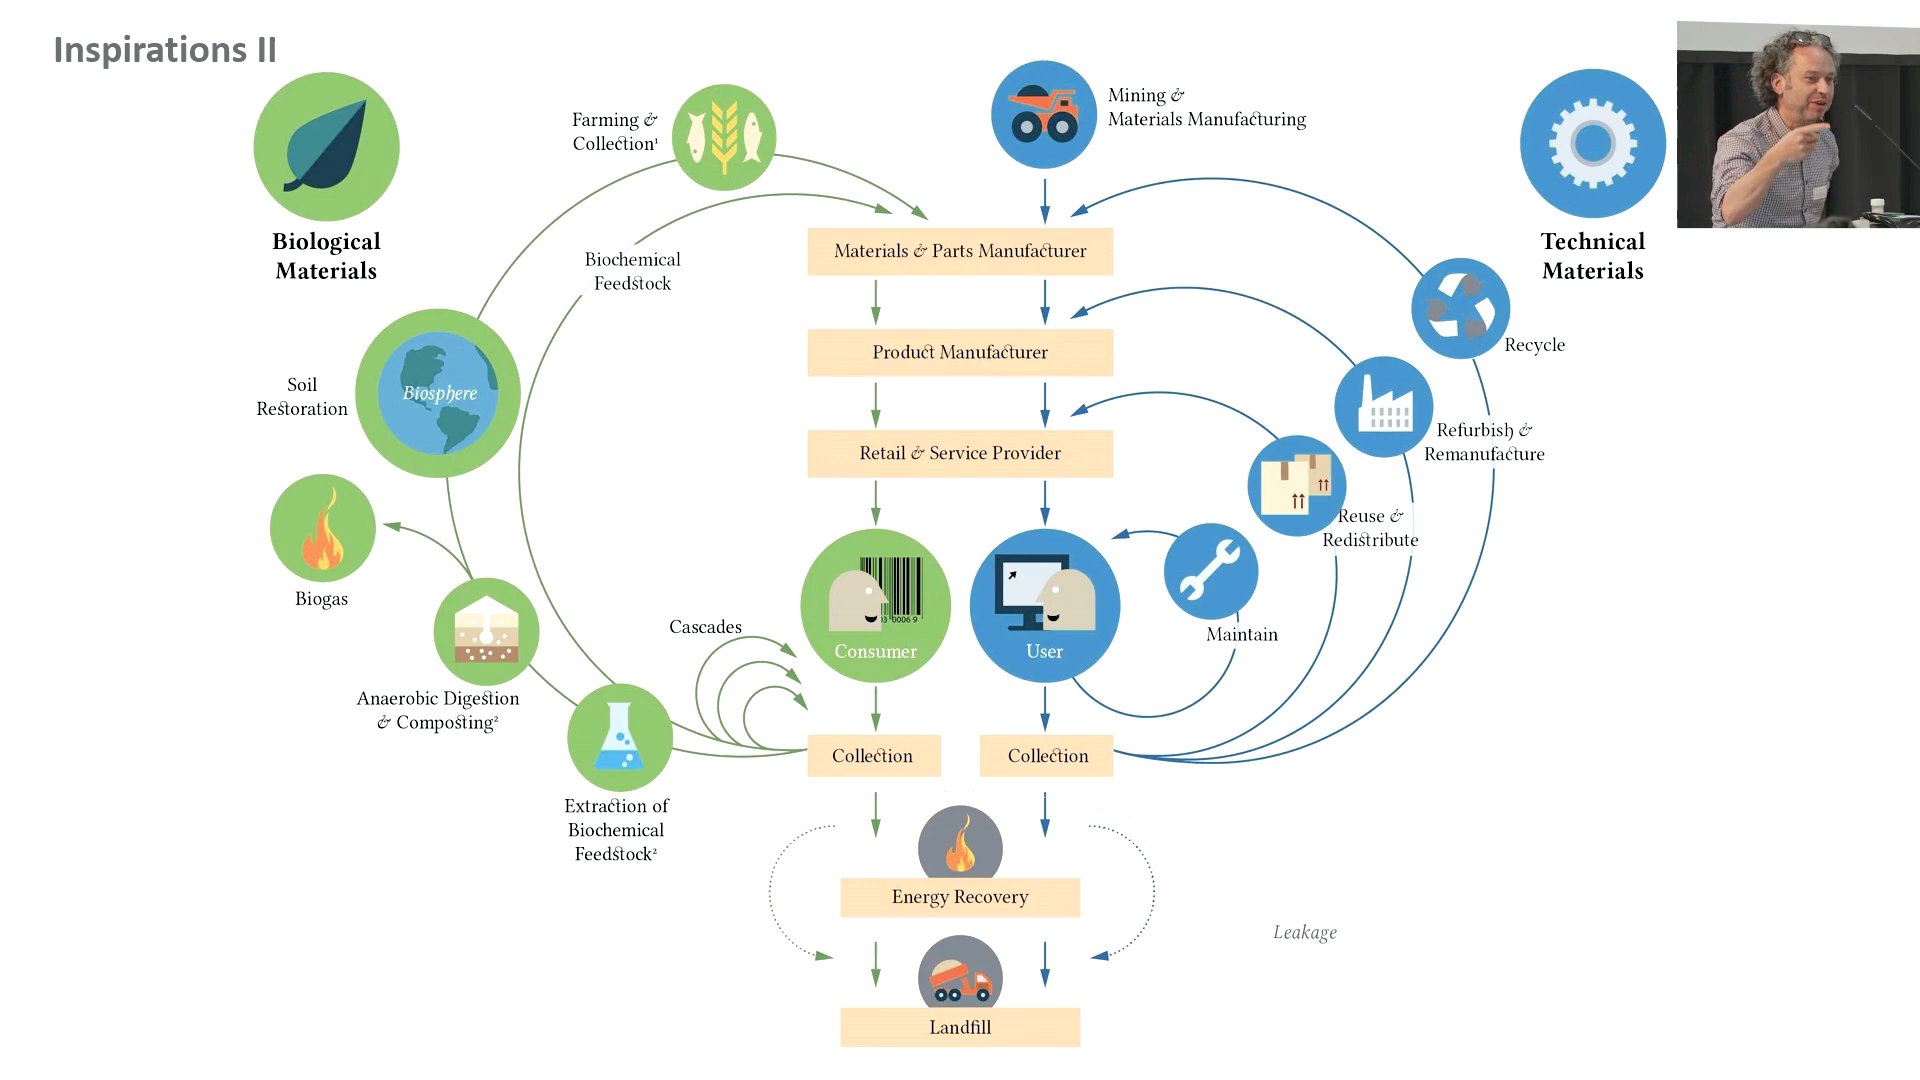 Inspirations II
Biological
Materials
Farming &
Collection¹
Mining &
Materials Manufacturing
Technical
Materials
Biochemical
Feedstock
Materials & Parts Manufacturer
Recycle
Product Manufacturer
Soil
Restoration
Biosphere
Refurbish &
Remanufacture
Retail & Service Provider
Reuse &
Redistribute
Biogas
Cascades
Consumer
User
Maintain
Anaerobic Digestion
& Composting²
Collection
Collection
Extraction of
Biochemical
Feedstock²
Energy Recovery
Leakage
Landfill